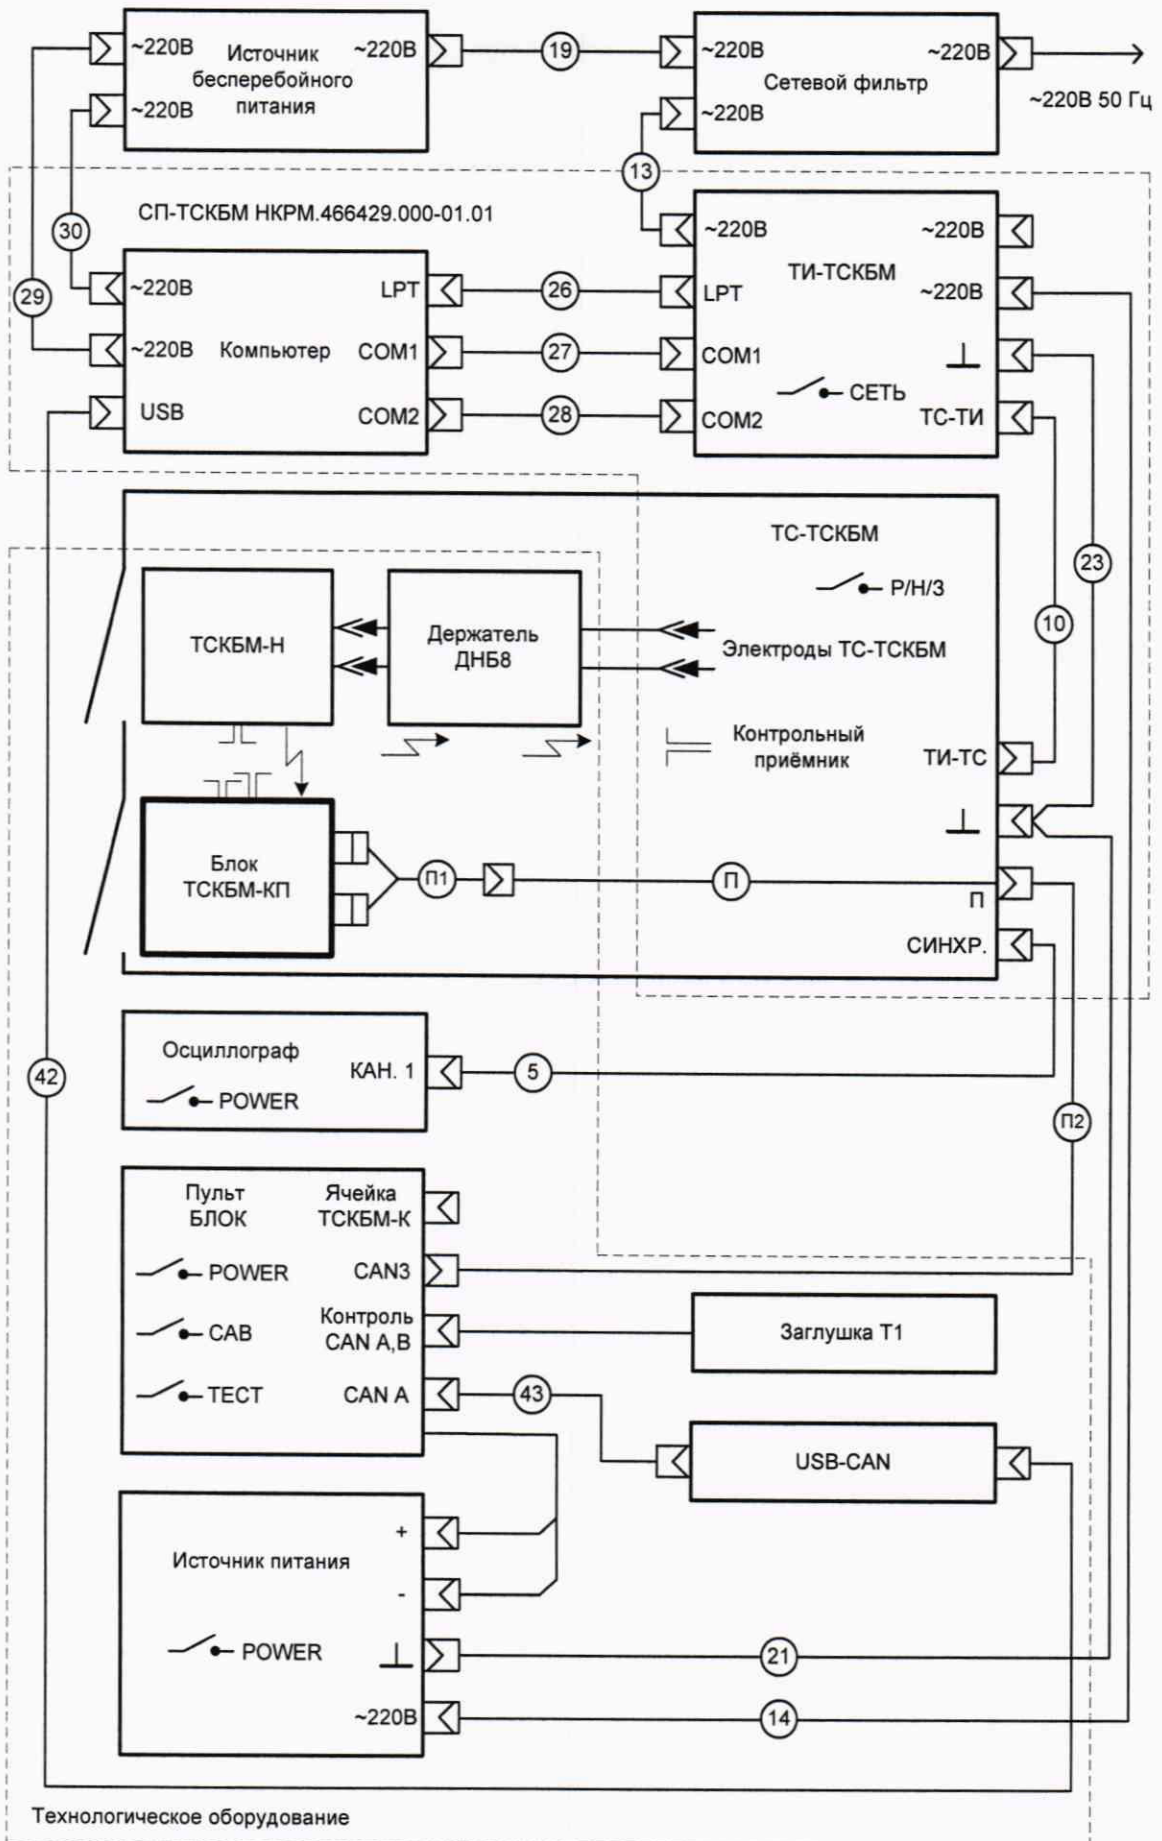 ~220В
Источник
бесперебойного
питания
~220В
~220В
19
~220В
Сетевой фильтр
~220В
~220В
~220В 50 Гц
13
СП-ТСКБМ НКРМ.466429.000-01.01
30
29
~220В
~220В
Компьютер
USB
LPT
COM1
COM2
26
27
28
~220В
LPT
COM1
COM2
ТИ-ТСКБМ
СЕТЬ
~220В
~220В
ТС-ТИ
23
10
ТС-ТСКБМ
Р/Н/З
ТСКБМ-Н
Держатель
ДНБ8
Электроды ТС-ТСКБМ
Контрольный
приёмник
ТИ-ТС
Блок
ТСКБМ-КП
П1
П
П
СИНХР.
Осциллограф
POWER
КАН. 1
5
42
П2
Пульт
БЛОК
POWER
САВ
ТЕСТ
Ячейка
ТСКБМ-К
CAN3
Контроль
CAN A,B
CAN A
Заглушка Т1
43
USB-CAN
Источник питания
POWER
+
-
~220В
21
14
Технологическое оборудование